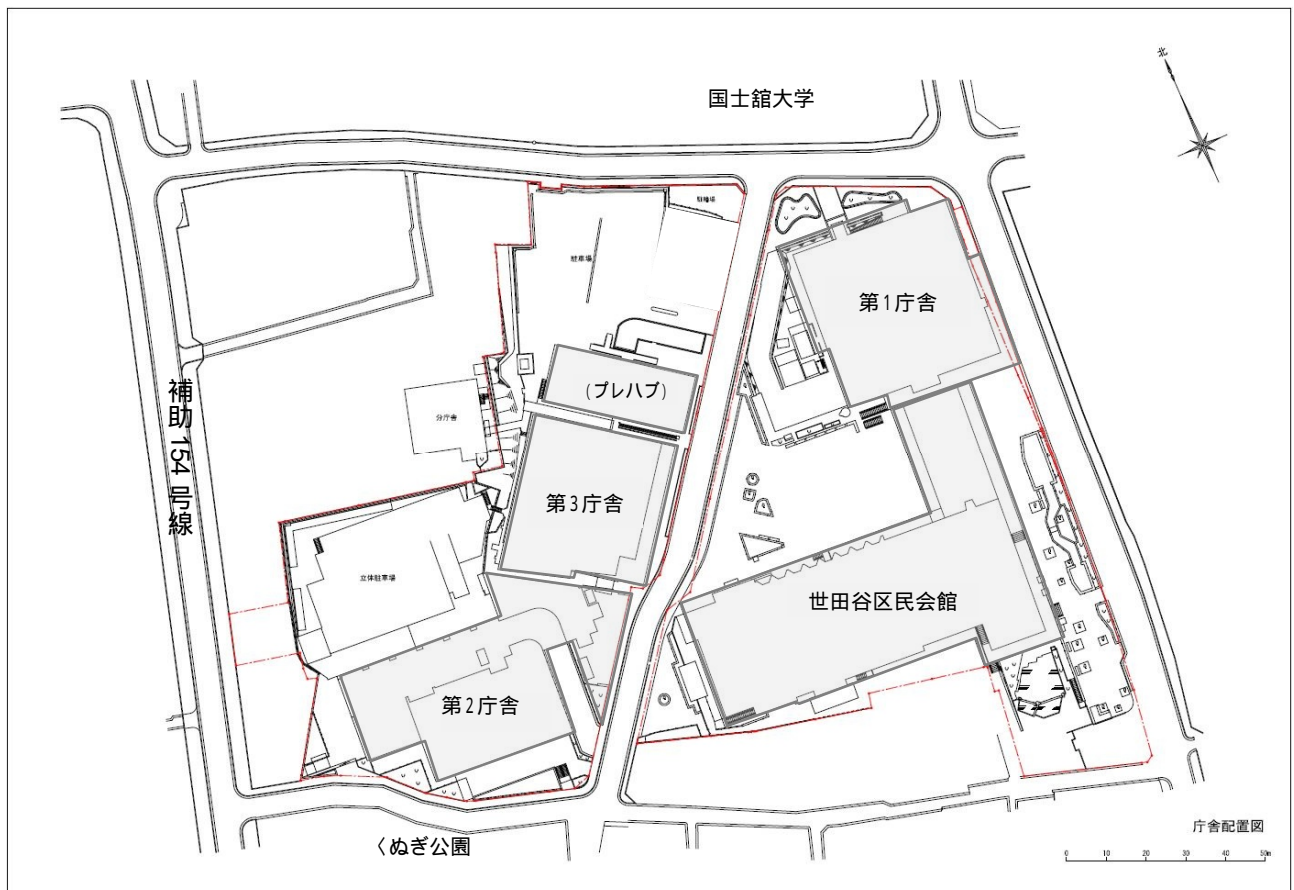 北
国士舘大学
駐輪場
駐車場
第1庁舎
(プレハブ)
補助154号線
分庁舎
第3庁舎
立体駐車場
世田谷区民会館
第2庁舎
くぬぎ公園
庁舎配置図
0 10 20 30 40 50m